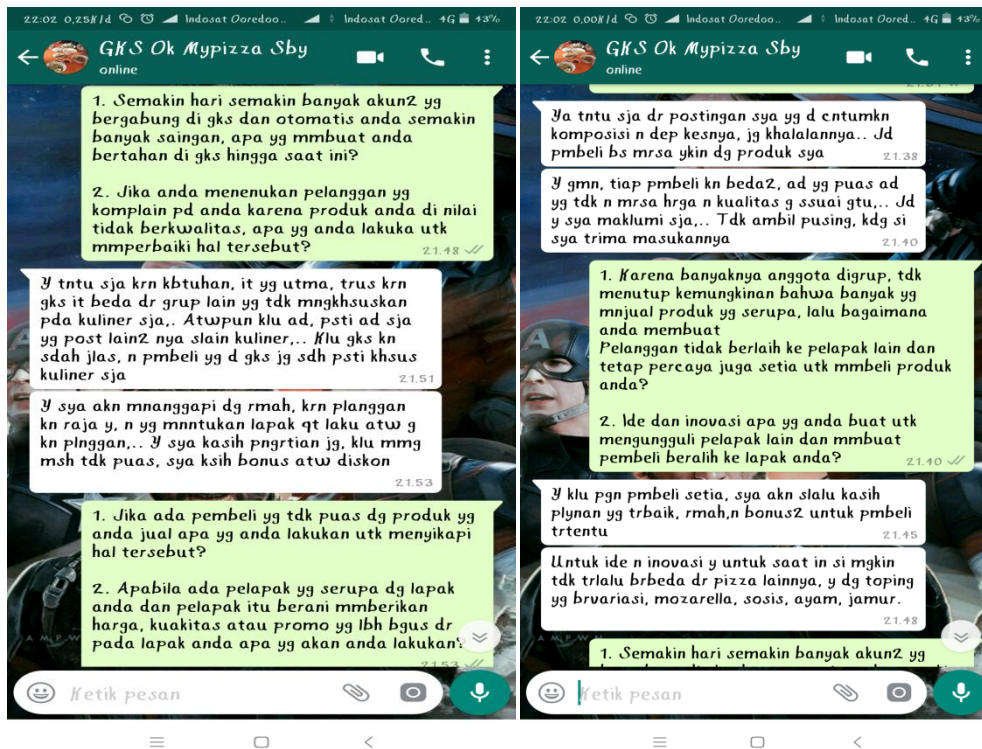 22:02 0,25K/d Indosat Ooredoo.. Indosat Oored.. 4G 43%
GKS Ok Mypizza Sby
online
1. Semakin hari semakin banyak akun2 yg
bergabung di gks dan otomatis anda semakin
banyak saingan, apa yg mmbuat anda
bertahan di gks hingga saat ini?
2. Jika anda menenukan pelanggan yg
komplain pd anda karena produk anda di nilai
tidak berkwalitas, apa yg anda lakuka utk
mmperbaiki hal tersebut?
21.48
Y tntu sja krn kbtuhan, it yg utma, trus krn
gks it beda dr grup lain yg tdk mngkhsuskan
pda kuliner sja,. Atwpun klu ad, psti ad sja
yg post lain2 nya slain kuliner,.. Klu gks kn
sdah jlas, n pmbeli yg d gks jg sdh psti khsus
kuliner sja
21.51
Y sya akn mnanggapi dg rmah, krn planggan
kn raja y, n yg mnntukan lapak qt laku atw g
kn plnggan,.. Y sya kasih pngrtian jg, klu mmg
msh tdk puas, sya ksih bonus atw diskon
21.53
1. Jika ada pembeli yg tdk puas dg produk yg
anda jual apa yg anda lakukan utk menyikapi
hal tersebut?
2. Apabila ada pelapak yg serupa dg lapak
anda dan pelapak itu berani mmberikan
harga, kuakitas atau promo yg lbh bgus dr
pada lapak anda apa yg akan anda lakukan?
21.53
Ketik pesan
22:02 0,00K/d Indosat Ooredoo.. Indosat Oored.. 4G 43%
GKS Ok Mypizza Sby
online
Ya tntu sja dr postingan sya yg d cntumkn
komposisi n dep kesnya, jg khalalannya.. Jd
pmbeli bs mrsa ykin dg produk sya
21.38
Y gmn, tiap pmbeli kn beda2, ad yg puas ad
yg tdk n mrsa hrga n kualitas g ssuai gtu,.. Jd
y sya maklumi sja,.. Tdk ambil pusing, kdg si
sya trima masukannya
21.40
1. Karena banyaknya anggota digrup, tdk
menutup kemungkinan bahwa banyak yg
mnjual produk yg serupa, lalu bagaimana
anda membuat
Pelanggan tidak berlaih ke pelapak lain dan
tetap percaya juga setia utk mmbeli produk
anda?
2. Ide dan inovasi apa yg anda buat utk
mengungguli pelapak lain dan mmbuat
pembeli beralih ke lapak anda?
21.40
Y klu pgn pmbeli setia, sya akn slalu kasih
plynan yg trbaik, rmah,n bonus2 untuk pmbeli
trtentu
21.45
Untuk ide n inovasi y untuk saat in si mgkin
tdk trlalu brbeda dr pizza lainnya, y dg toping
yg brvariasi, mozarella, sosis, ayam, jamur.
21.48
1. Semakin hari semakin banyak akun2 yg
Ketik pesan